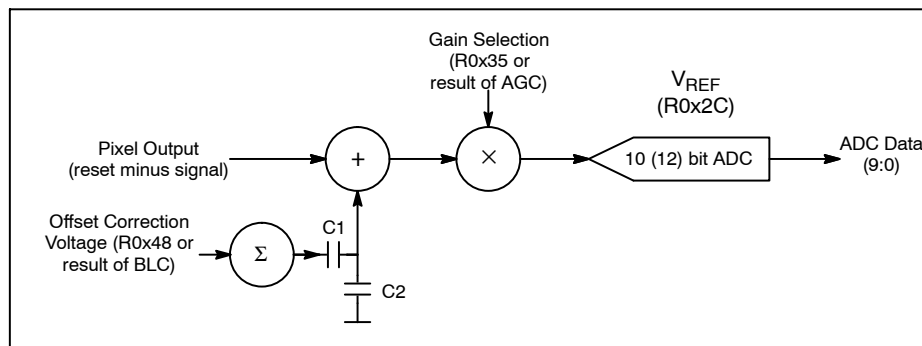 Gain Selection
(R0x35 or
result of AGC)
VREF
(R0x2C)
Pixel Output
(reset minus signal)
+
×
10 (12) bit ADC
ADC Data
(9:0)
Offset Correction
Voltage (R0x48 or
result of BLC)
Σ
C1
C2